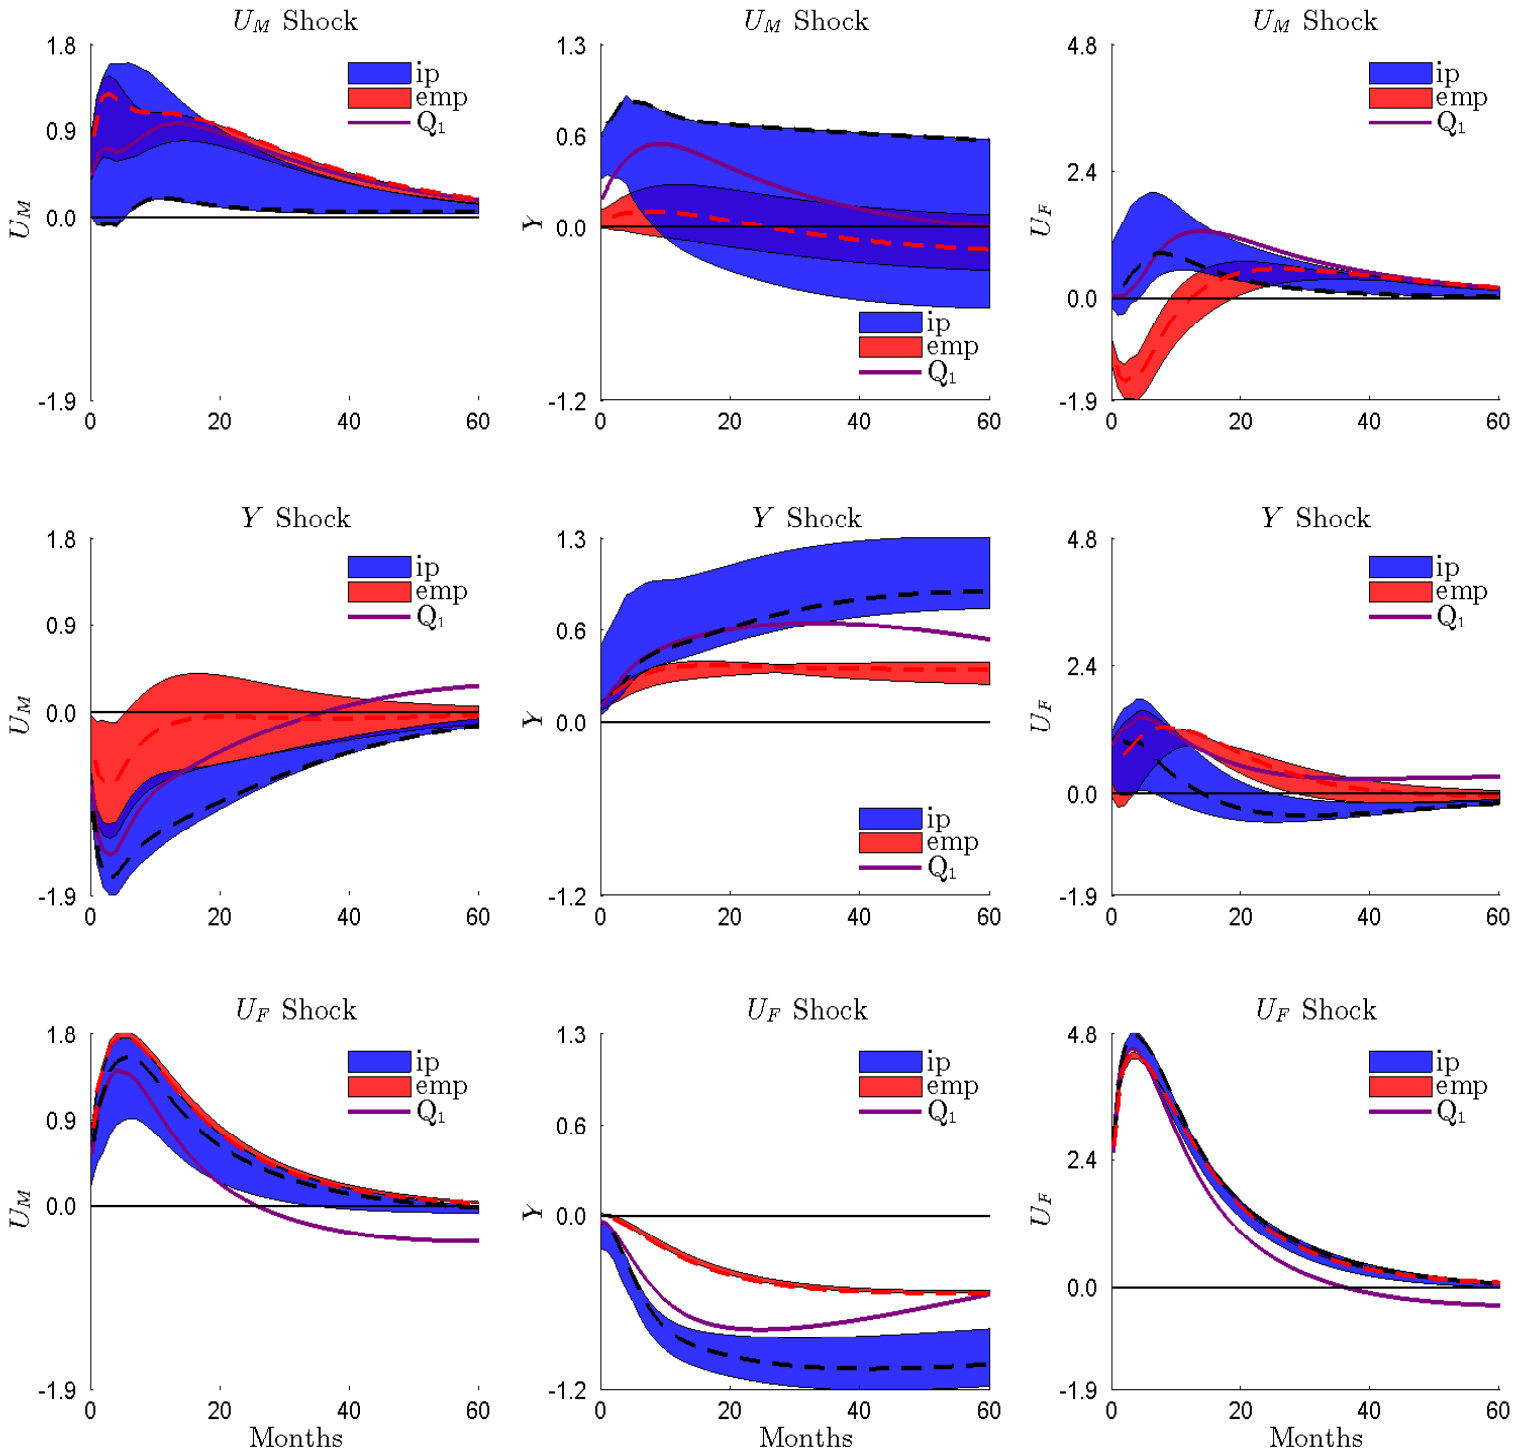 U_M Shock
1.8
0.9
0.0
-1.9
U_M
ip
emp
Q₁
0 20 40 60
U_M Shock
1.3
0.6
0.0
-1.2
Y
ip
emp
Q₁
0 20 40 60
U_M Shock
4.8
2.4
0.0
-1.9
U_F
ip
emp
Q₁
0 20 40 60
Y Shock
1.8
0.9
0.0
-1.9
U_M
ip
emp
Q₁
0 20 40 60
Y Shock
1.3
0.6
0.0
-1.2
Y
ip
emp
Q₁
0 20 40 60
Y Shock
4.8
2.4
0.0
-1.9
U_F
ip
emp
Q₁
0 20 40 60
U_F Shock
1.8
0.9
0.0
-1.9
U_M
ip
emp
Q₁
0 20 40 60
Months
U_F Shock
1.3
0.6
0.0
-1.2
Y
ip
emp
Q₁
0 20 40 60
Months
U_F Shock
4.8
2.4
0.0
-1.9
U_F
ip
emp
Q₁
0 20 40 60
Months